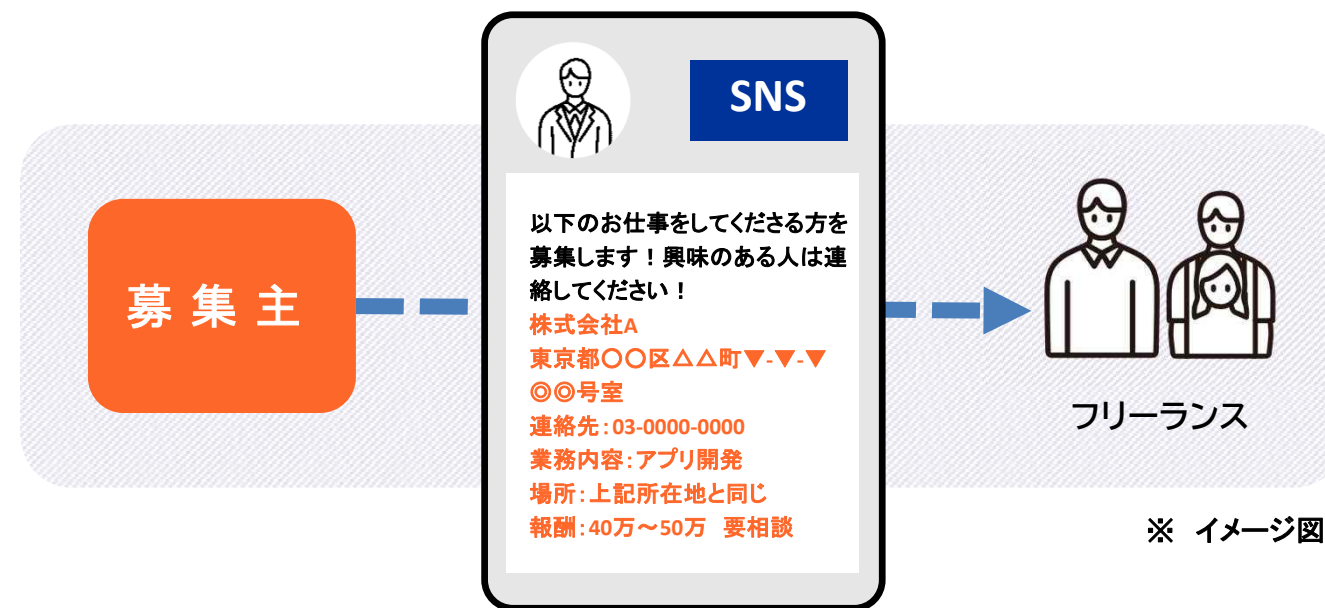 SNS
募集主
以下のお仕事をしてくださる方を
募集します！興味のある人は連
絡してください！
株式会社A
東京都〇〇区△△町▼-▼-▼
◎◎号室
連絡先：03-0000-0000
業務内容：アプリ開発
場所：上記所在地と同じ
報酬：40万～50万　要相談
フリーランス
※　イメージ図